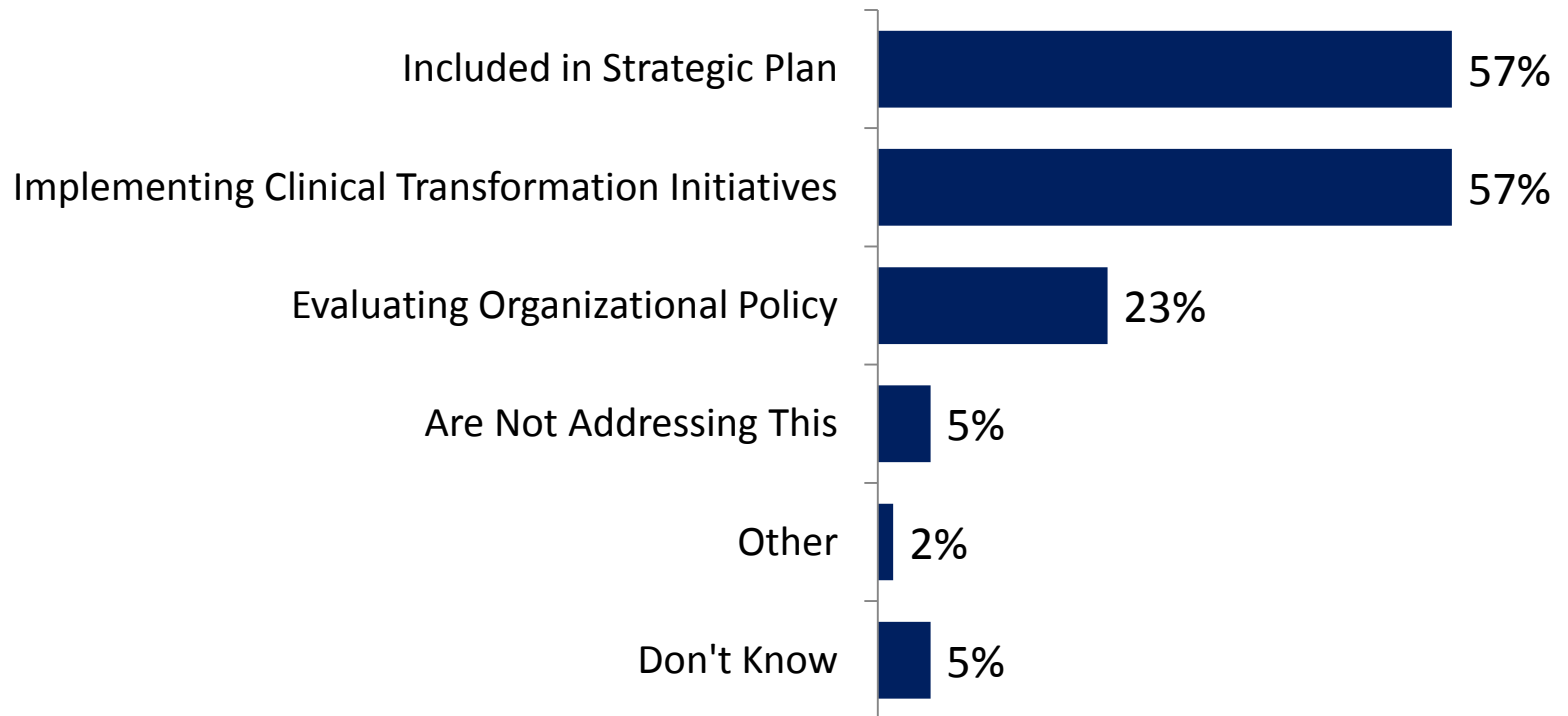 Included in Strategic Plan 57%
Implementing Clinical Transformation Initiatives 57%
Evaluating Organizational Policy 23%
Are Not Addressing This 5%
Other 2%
Don't Know 5%